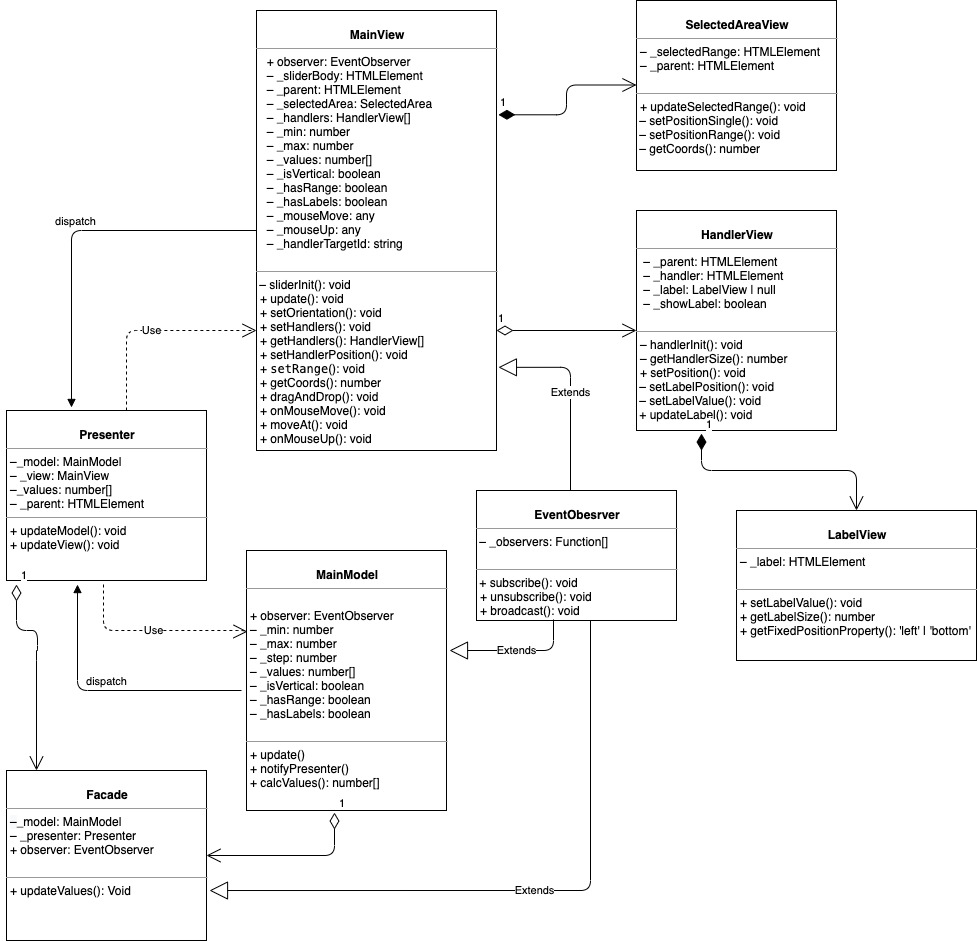 MainView
+ observer: EventObserver
– _sliderBody: HTMLElement
– _parent: HTMLElement
– _selectedArea: SelectedArea
– _handlers: HandlerView[]
– _min: number
– _max: number
– _values: number[]
– _isVertical: boolean
– _hasRange: boolean
– _hasLabels: boolean
– _mouseMove: any
– _mouseUp: any
– _handlerTargetId: string
– sliderInit(): void
+ update(): void
+ setOrientation(): void
+ setHandlers(): void
+ getHandlers: HandlerView[]
+ setHandlerPosition(): void
+ setRange(): void
+ getCoords(): number
+ dragAndDrop(): void
+ onMouseMove(): void
+ moveAt(): void
+ onMouseUp(): void
1
SelectedAreaView
– _selectedRange: HTMLElement
– _parent: HTMLElement
+ updateSelectedRange(): void
– setPositionSingle(): void
– setPositionRange(): void
– getCoords(): number
1
HandlerView
– _parent: HTMLElement
– _handler: HTMLElement
– _label: LabelView | null
– _showLabel: boolean
– handlerInit(): void
– getHandlerSize(): number
+ setPosition(): void
– setLabelPosition(): void
– setLabelValue(): void
+ updateLabel(): void
1
dispatch
Use
Extends
Presenter
–_model: MainModel
– _view: MainView
–_values: number[]
– _parent: HTMLElement
+ updateModel(): void
+ updateView(): void
1
EventObesrver
– _observers: Function[]
+ subscribe(): void
+ unsubscribe(): void
+ broadcast(): void
LabelView
– _label: HTMLElement
+ setLabelValue(): void
+ getLabelSize(): number
+ getFixedPositionProperty(): 'left' | 'bottom'
MainModel
+ observer: EventObserver
– _min: number
– _max: number
– _step: number
– _values: number[]
– _isVertical: boolean
– _hasRange: boolean
– _hasLabels: boolean
+ update()
+ notifyPresenter()
+ calcValues(): number[]
1
Use
Extends
dispatch
Facade
–_model: MainModel
– _presenter: Presenter
+ observer: EventObserver
+ updateValues(): Void
Extends